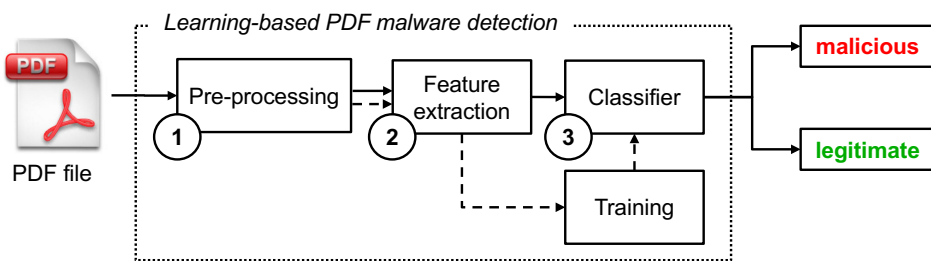 Learning-based PDF malware detection
PDF
PDF file
Pre-processing
1
Feature
extraction
2
Classifier
3
Training
malicious
legitimate